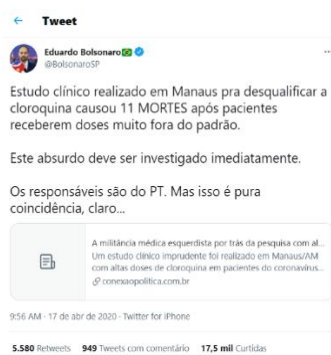 ← Tweet
Eduardo Bolsonaro🇧🇷
@BolsonaroSP
Estudo clínico realizado em Manaus pra desqualificar a
cloroquina causou 11 MORTES após pacientes
receberem doses muito fora do padrão.
Este absurdo deve ser investigado imediatamente.
Os responsáveis são do PT. Mas isso é pura
coincidência, claro...
A militância médica esquerdista por trás da pesquisa com al...
Um estudo clínico imprudente foi realizado em Manaus/AM
com altas doses de cloroquina em pacientes do coronavírus...
conexaopolitica.com.br
9:56 AM · 17 de abr de 2020 · Twitter for iPhone
5.580 Retweets 949 Tweets com comentário 17,5 mil Curtidas